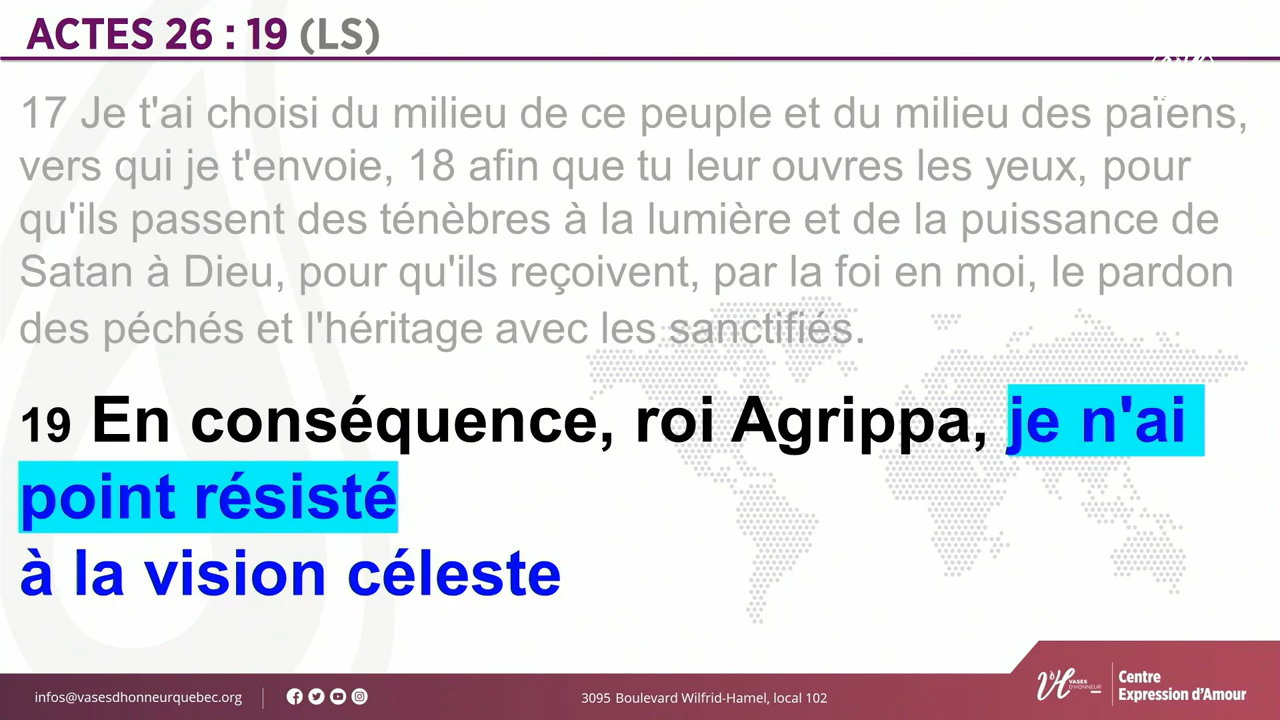 ACTES 26 : 19 (LS)
17 Je t'ai choisi du milieu de ce peuple et du milieu des païens,
vers qui je t'envoie, 18 afin que tu leur ouvres les yeux, pour
qu'ils passent des ténèbres à la lumière et de la puissance de
Satan à Dieu, pour qu'ils reçoivent, par la foi en moi, le pardon
des péchés et l'héritage avec les sanctifiés.
19 En conséquence, roi Agrippa, je n'ai
point résisté
à la vision céleste
infos@vasesdhonneurquebec.org
3095 Boulevard Wilfrid-Hamel, local 102
VASES
D'HONNEUR
Centre
Expression d'Amour